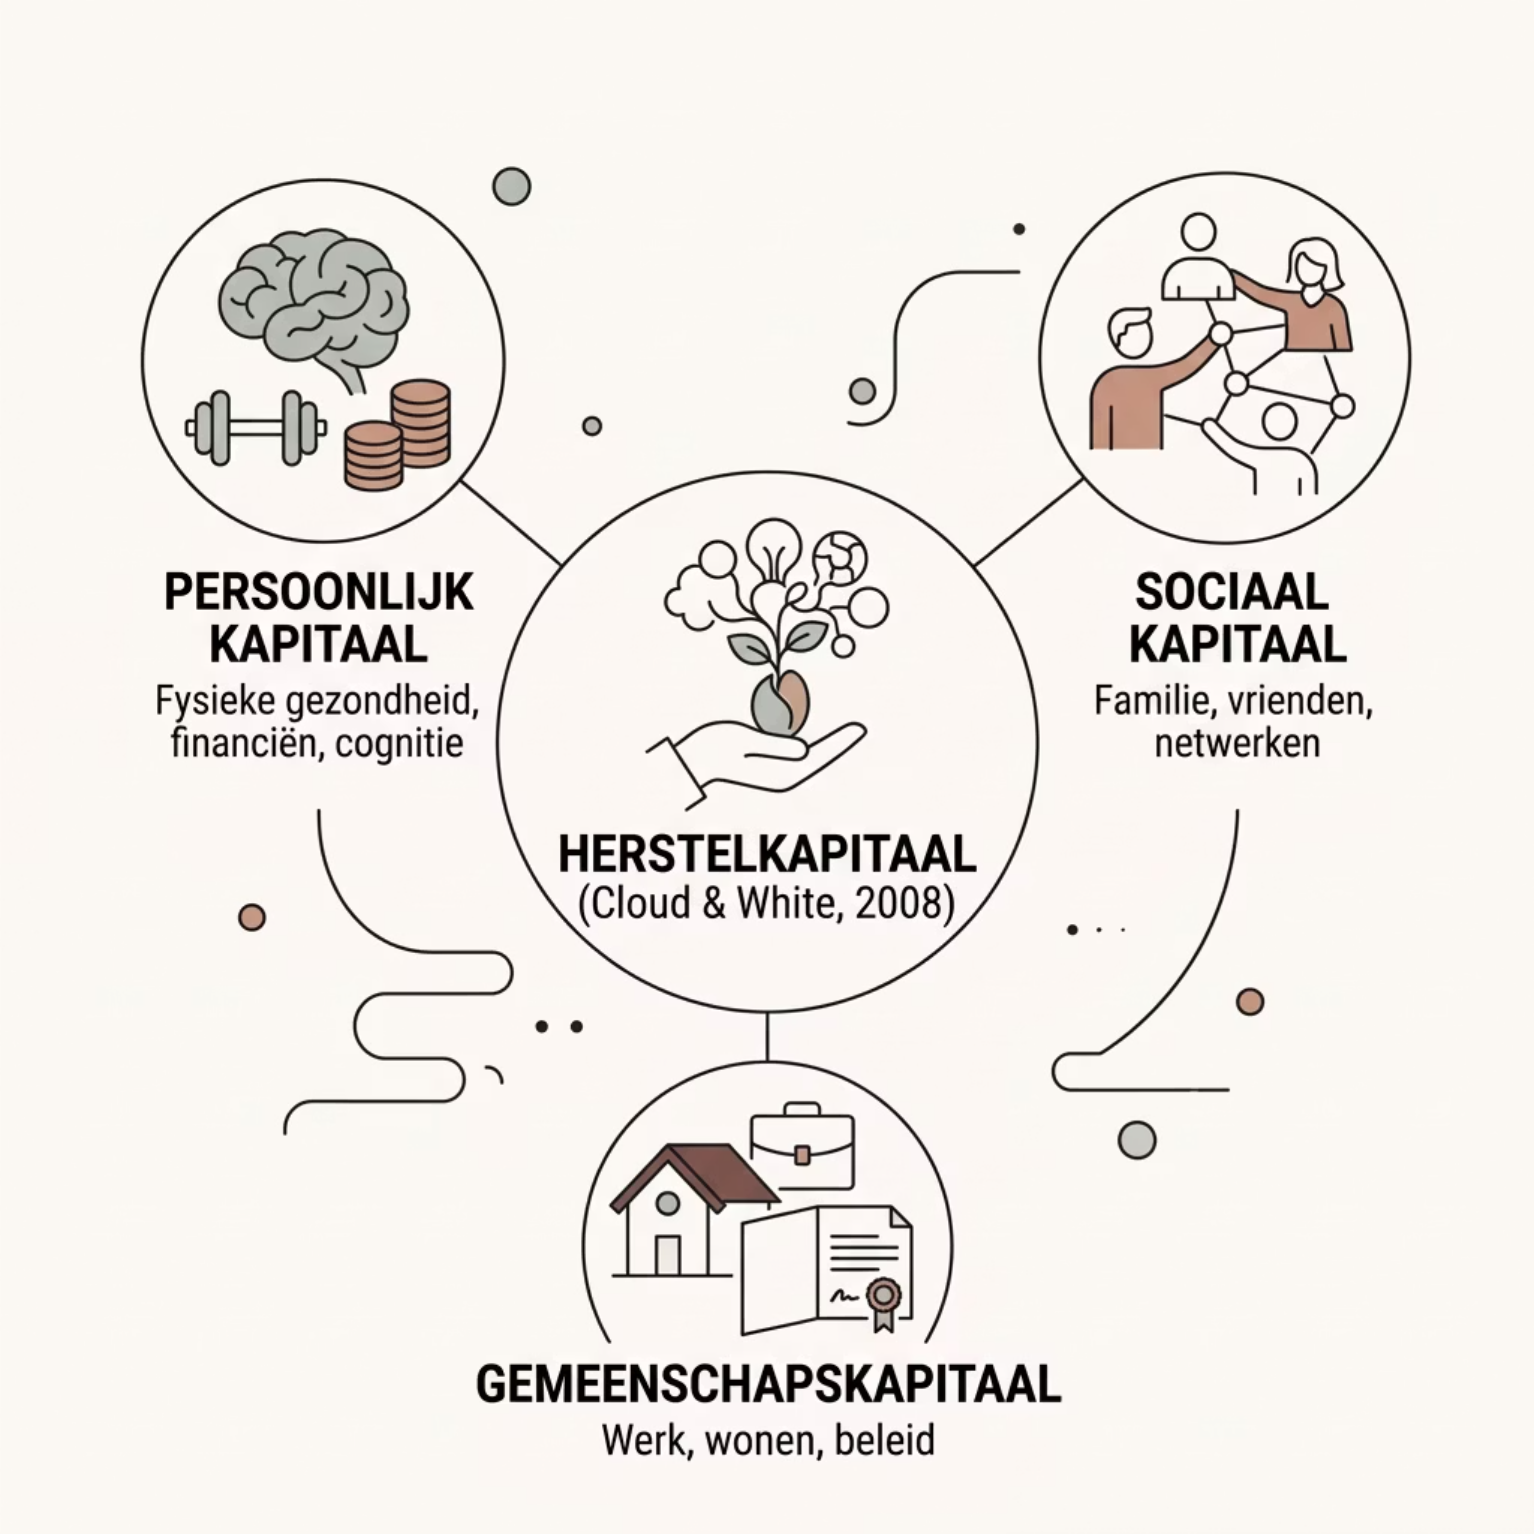 PERSOONLIJK
KAPITAAL
Fysieke gezondheid,
financiën, cognitie
SOCIAAL
KAPITAAL
Familie, vrienden,
netwerken
HERSTELKAPITAAL
(Cloud & White, 2008)
GEMEENSCHAPSKAPITAAL
Werk, wonen, beleid